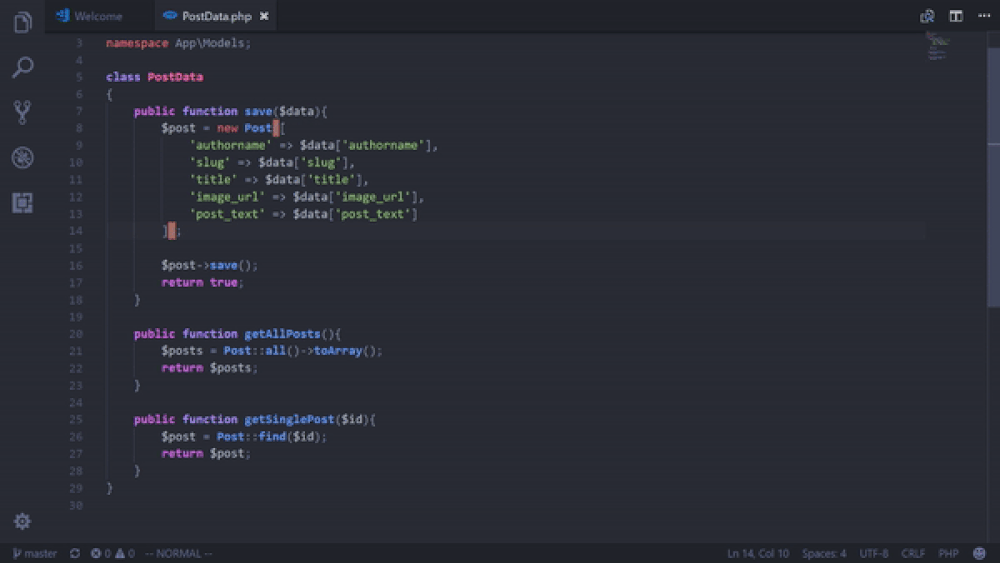 Welcome
PostData.php
3 namespace App\Models;
4
5 class PostData
6 {
7 public function save($data){
8 $post = new Post([
9 'authorname' => $data['authorname'],
10 'slug' => $data['slug'],
11 'title' => $data['title'],
12 'image_url' => $data['image_url'],
13 'post_text' => $data['post_text']
14 ]);
15
16 $post->save();
17 return true;
18 }
19
20 public function getAllPosts(){
21 $posts = Post::all()->toArray();
22 return $posts;
23 }
24
25 public function getSinglePost($id){
26 $post = Post::find($id);
27 return $post;
28 }
29 }
30
master 0 0 -- NORMAL -- Ln 14, Col 10 Spaces: 4 UTF-8 CRLF PHP